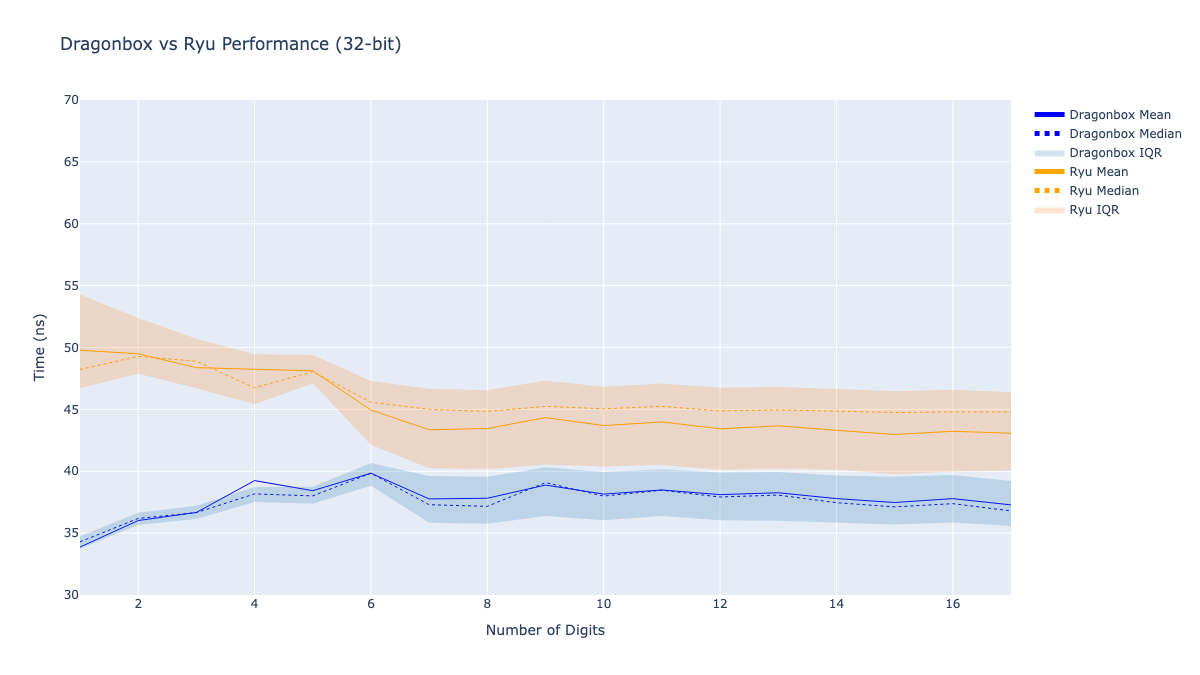 Dragonbox vs Ryu Performance (32-bit)
70
65
60
55
50
45
40
35
30
Time (ns)
2
4
6
8
10
12
14
16
Number of Digits
Dragonbox Mean
Dragonbox Median
Dragonbox IQR
Ryu Mean
Ryu Median
Ryu IQR